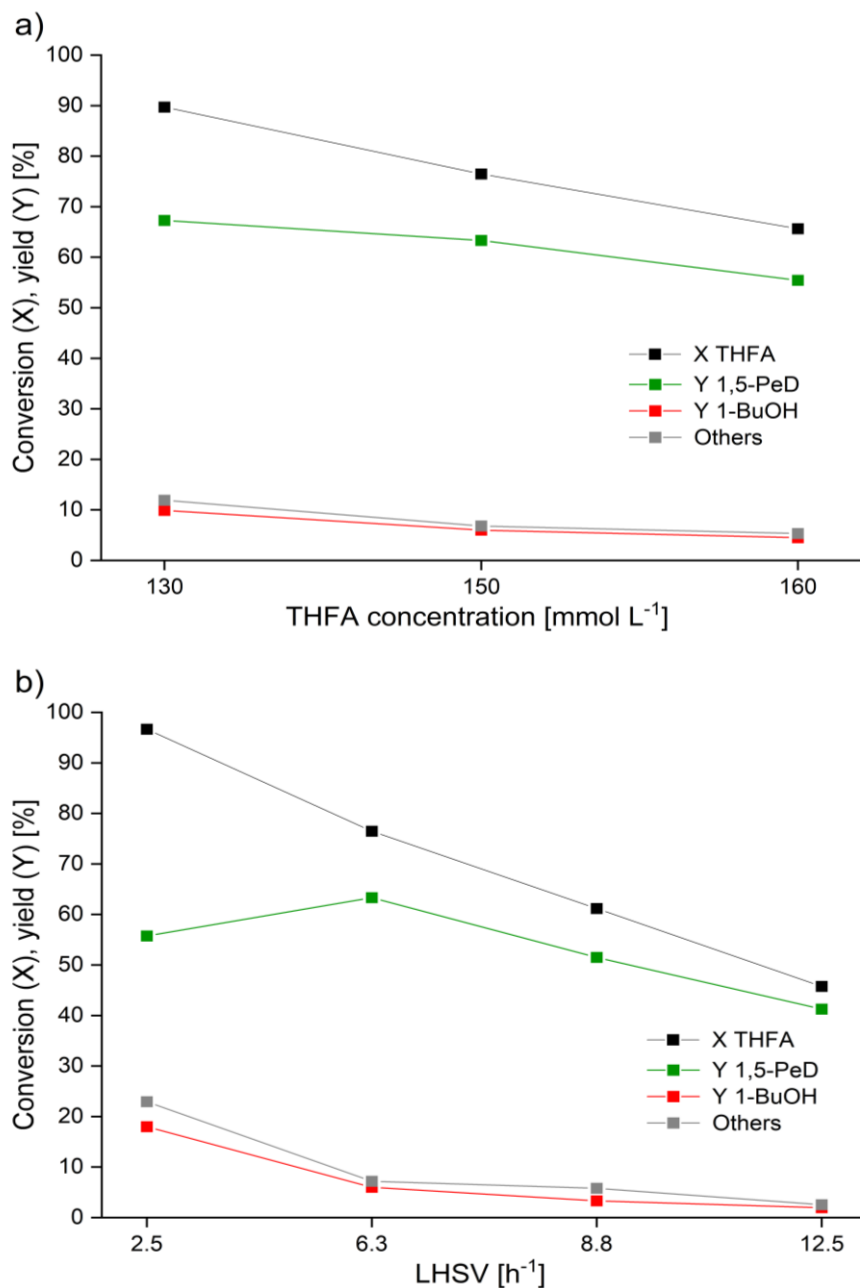 a)
100
90
80
70
60
50
40
30
20
10
0
Conversion (X), yield (Y) [%]
X THFA
Y 1,5-PeD
Y 1-BuOH
Others
130 150 160
THFA concentration [mmol L⁻¹]
b)
100
90
80
70
60
50
40
30
20
10
0
Conversion (X), yield (Y) [%]
X THFA
Y 1,5-PeD
Y 1-BuOH
Others
2.5 6.3 8.8 12.5
LHSV [h⁻¹]